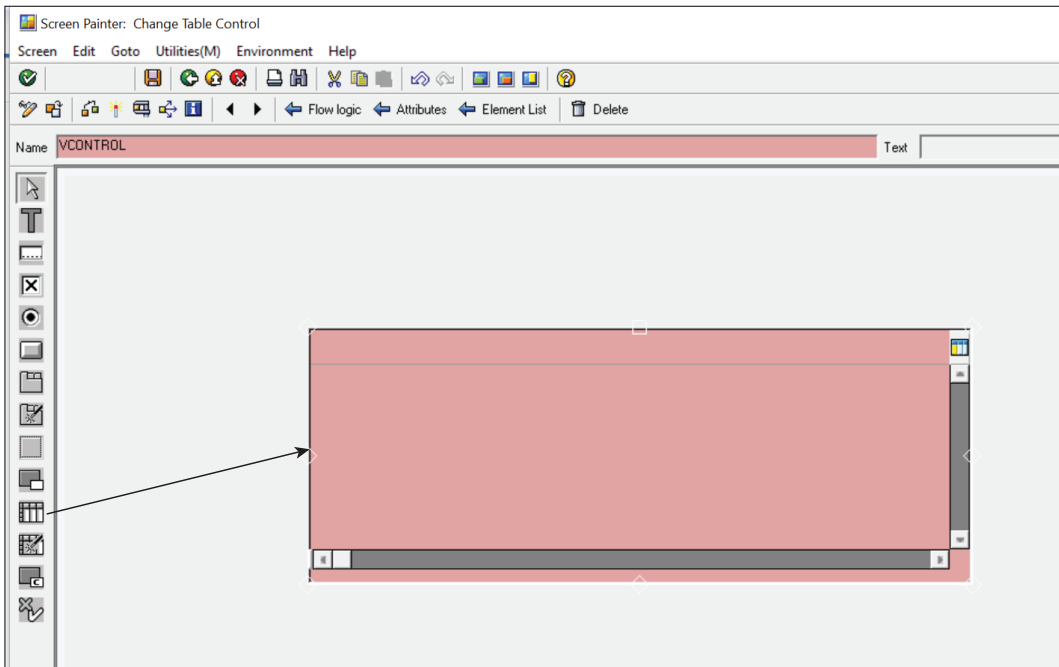 Screen Painter: Change Table Control
Screen Edit Goto Utilities(M) Environment Help
Flow logic Attributes Element List Delete
Name VCONTROL Text
T
C